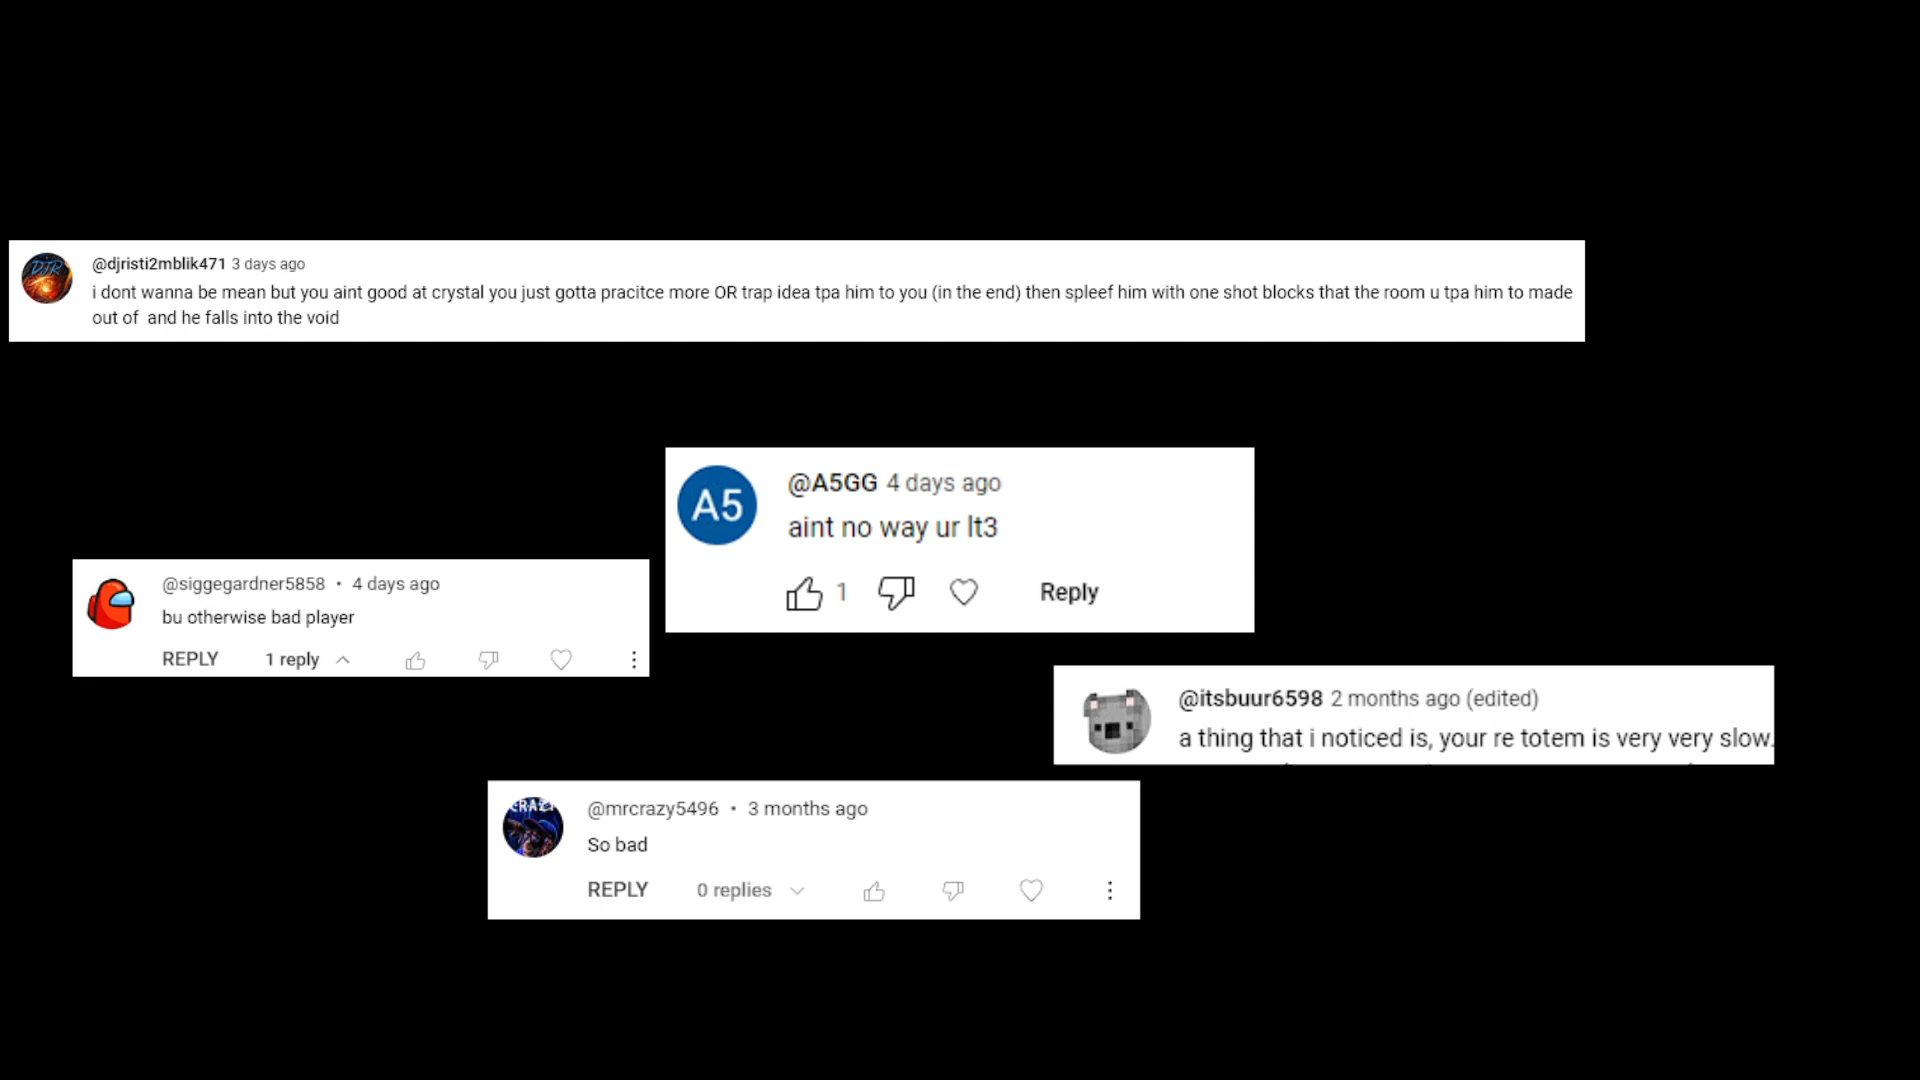 @djristi2mblik471 3 days ago
i dont wanna be mean but you aint good at crystal you just gotta pracitce more OR trap idea tpa him to you (in the end) then spleef him with one shot blocks that the room u tpa him to made
out of and he falls into the void
A5
@A5GG 4 days ago
aint no way ur lt3
1
Reply
@siggegardner5858 • 4 days ago
bu otherwise bad player
REPLY 1 reply
@itsbuur6598 2 months ago (edited)
a thing that i noticed is, your re totem is very very slow.
@mrcrazy5496 • 3 months ago
So bad
REPLY 0 replies